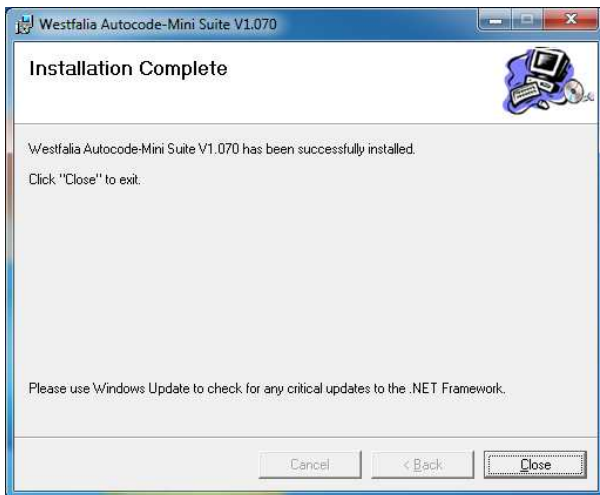 Westfalia Autocode-Mini Suite V1.070
Installation Complete
Westfalia Autocode-Mini Suite V1.070 has been successfully installed.
Click "Close" to exit.
Please use Windows Update to check for any critical updates to the .NET Framework.
Cancel
< Back
Close